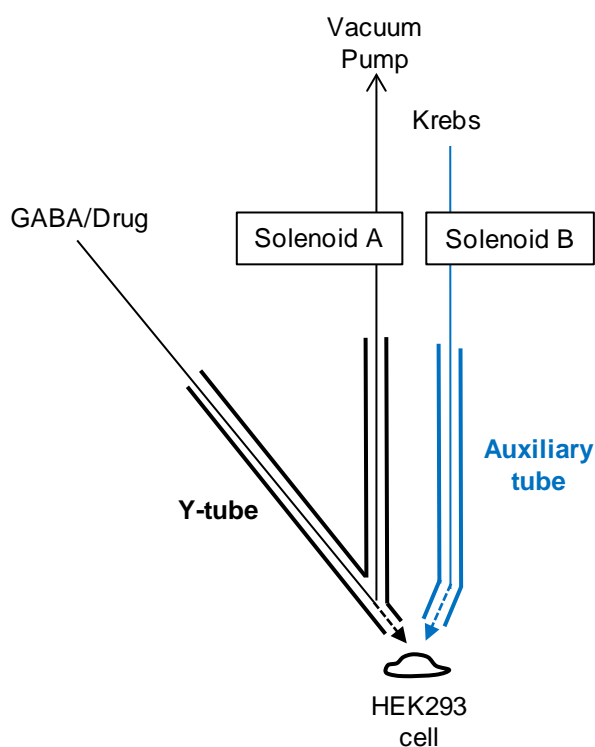 Vacuum
Pump
Krebs
GABA/Drug
Solenoid A
Solenoid B
Auxiliary
tube
Y-tube
HEK293
cell